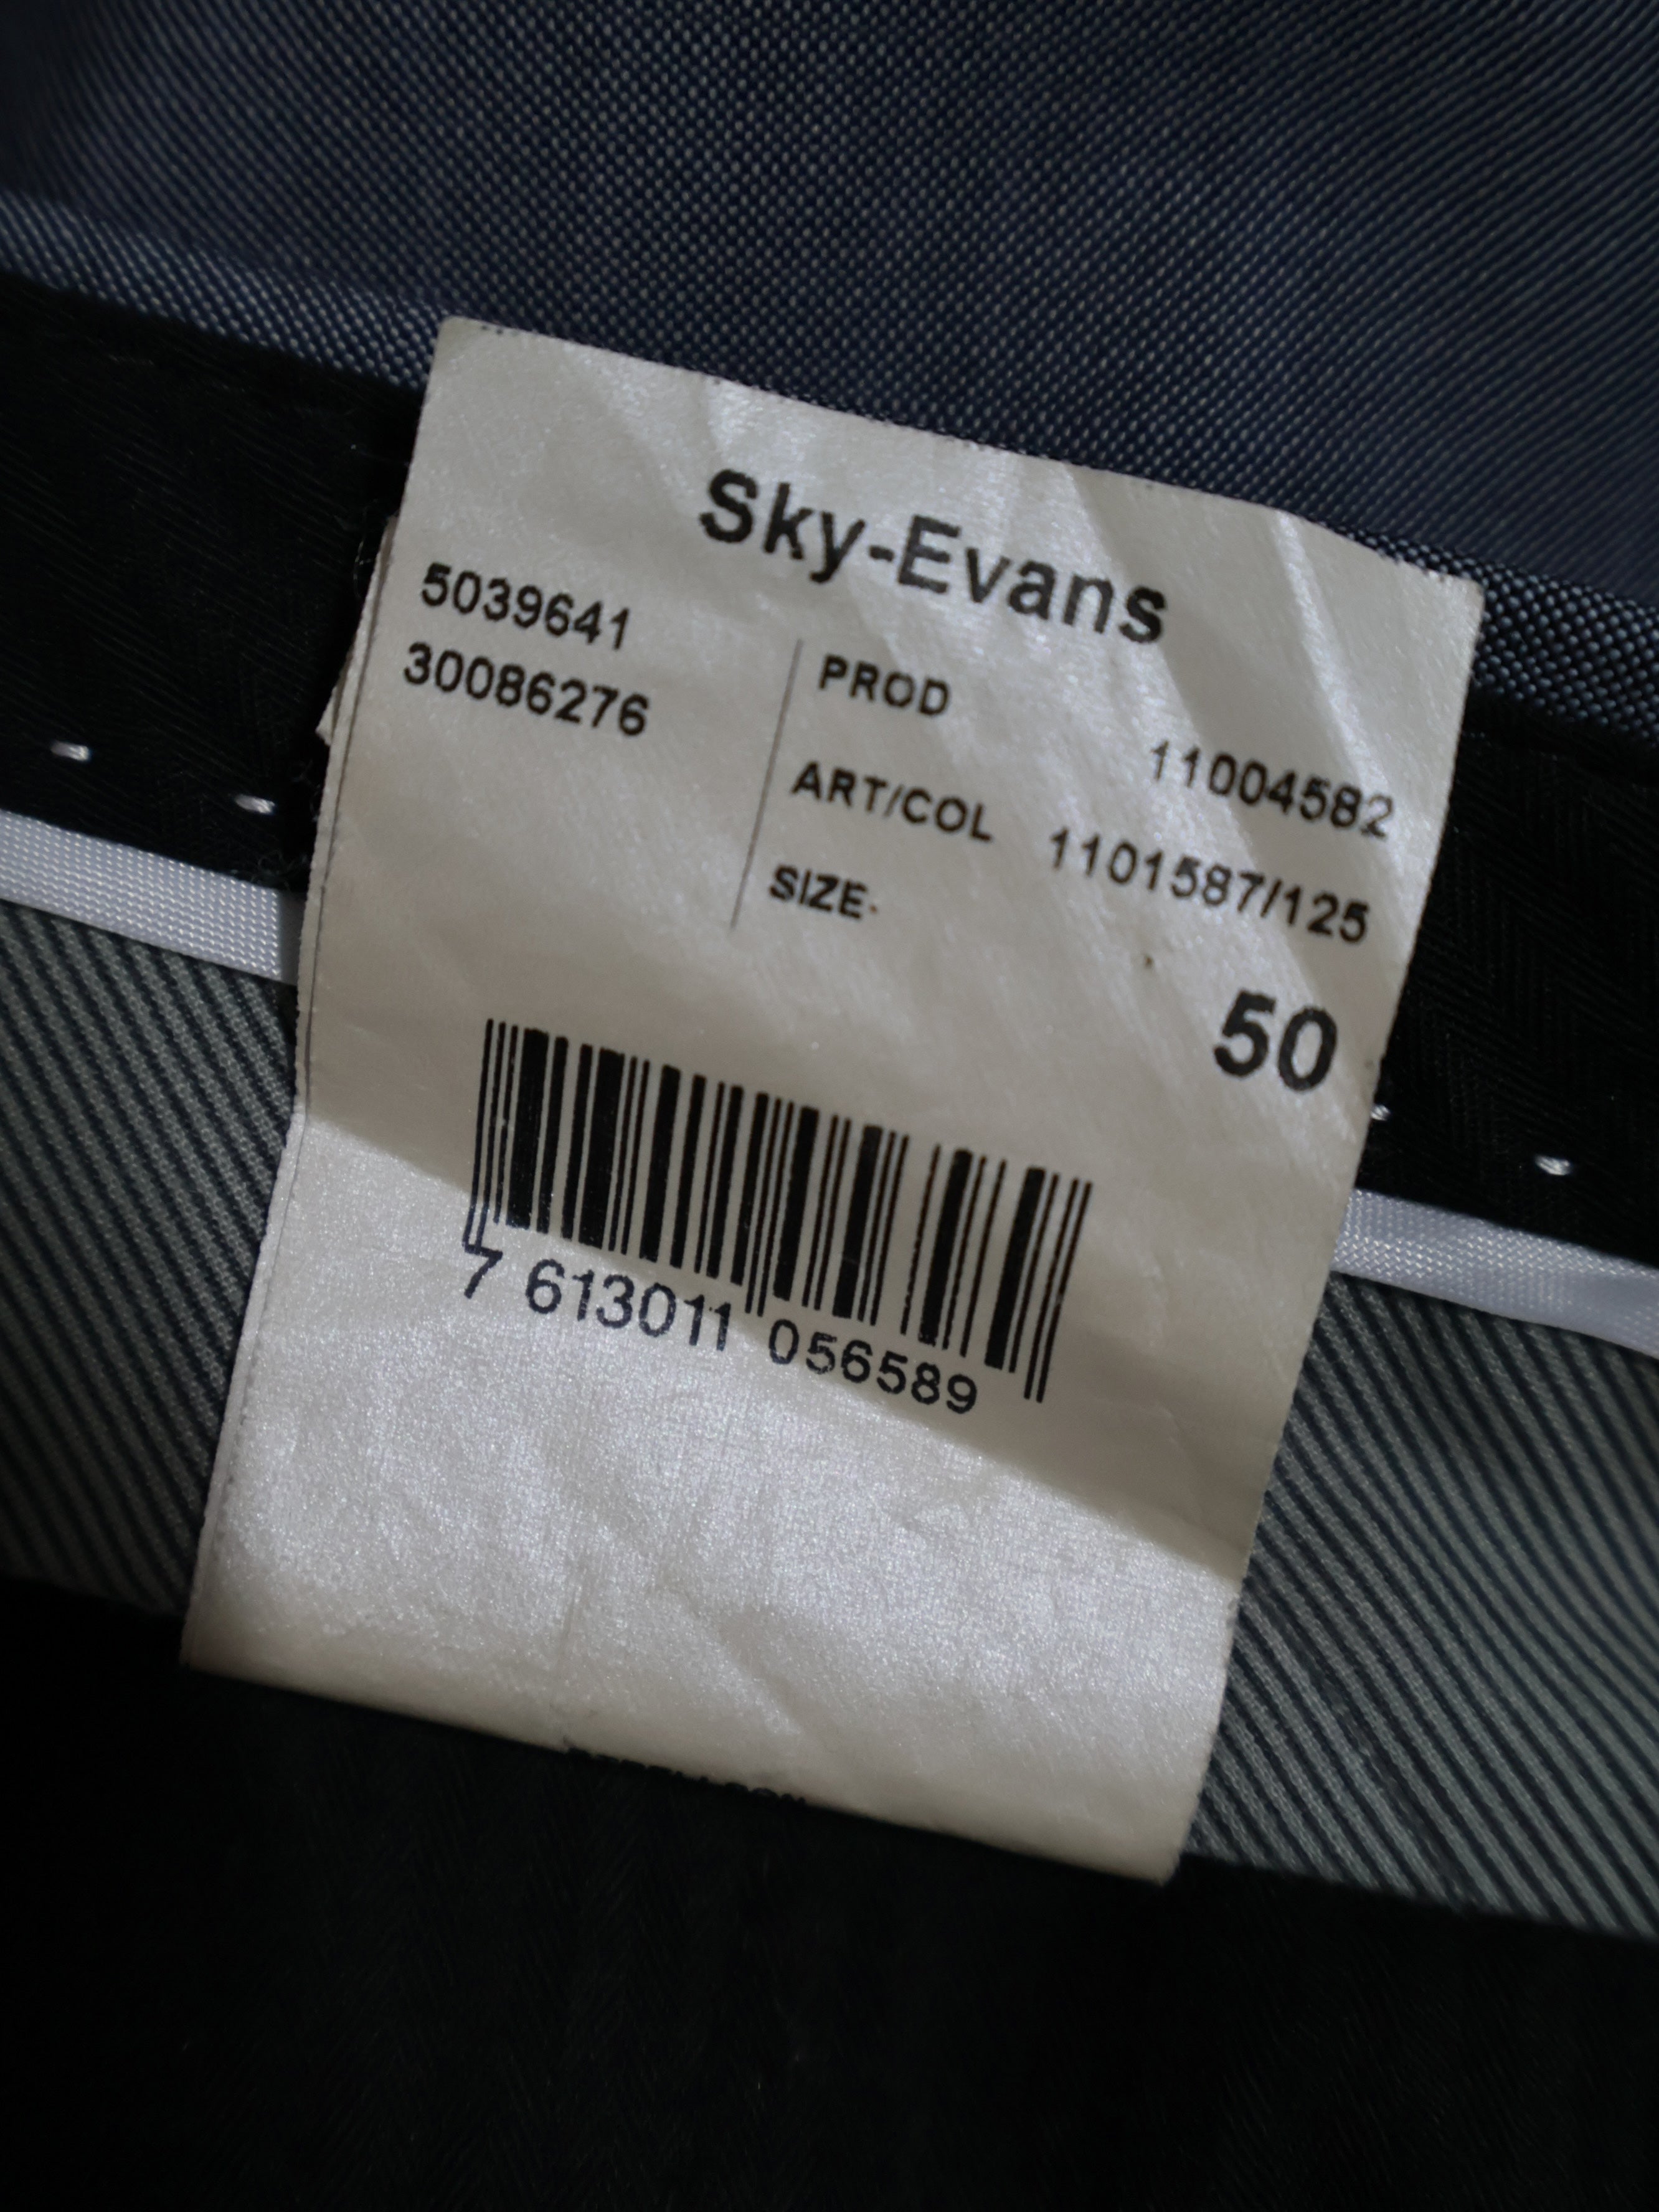 Sky-Evans
5039641
30086276
PROD
11004582
ART/COL 1101587/125
SIZE:
50
7 613011 056589